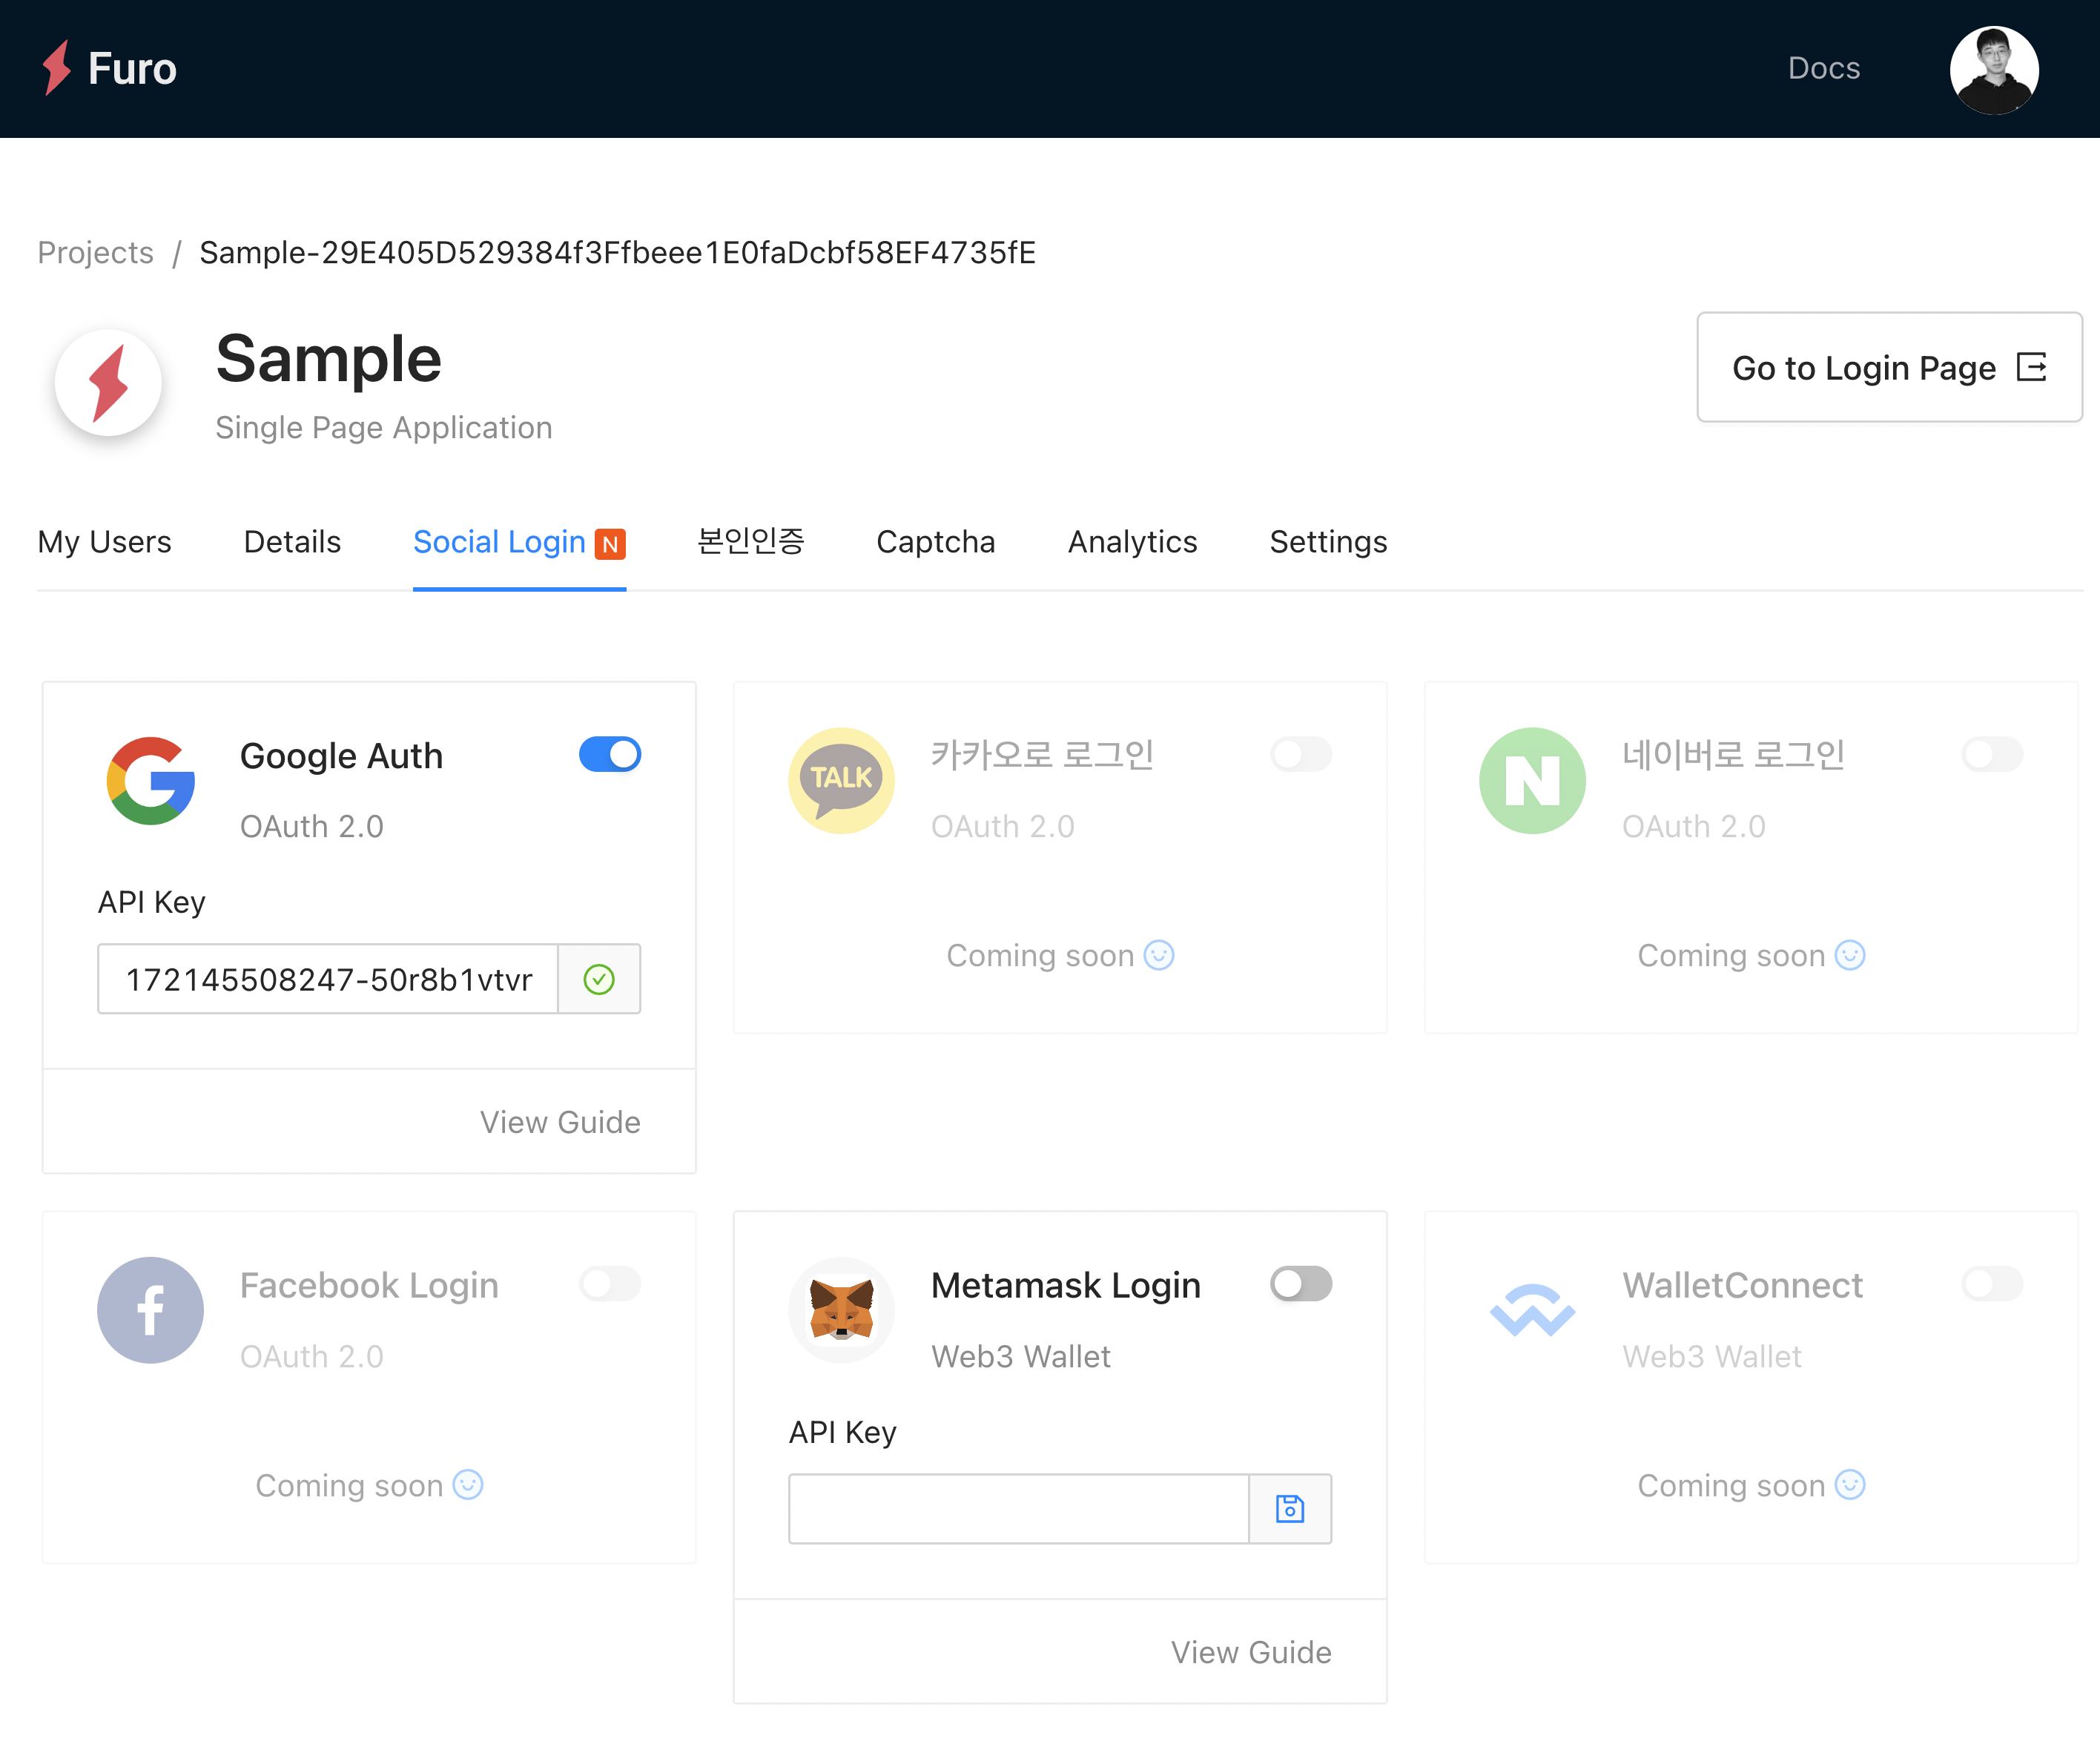 Furo
Docs
Projects / Sample-29E405D529384f3Ffbeee1E0faDcbf58EF4735fE
Sample
Single Page Application
Go to Login Page
My Users Details Social Login N 본인인증 Captcha Analytics Settings
Google Auth
OAuth 2.0
API Key
172145508247-50r8b1vtvr
View Guide
TALK
카카오로 로그인
OAuth 2.0
Coming soon
N
네이버로 로그인
OAuth 2.0
Coming soon
f
Facebook Login
OAuth 2.0
Coming soon
Metamask Login
Web3 Wallet
API Key
View Guide
WalletConnect
Web3 Wallet
Coming soon